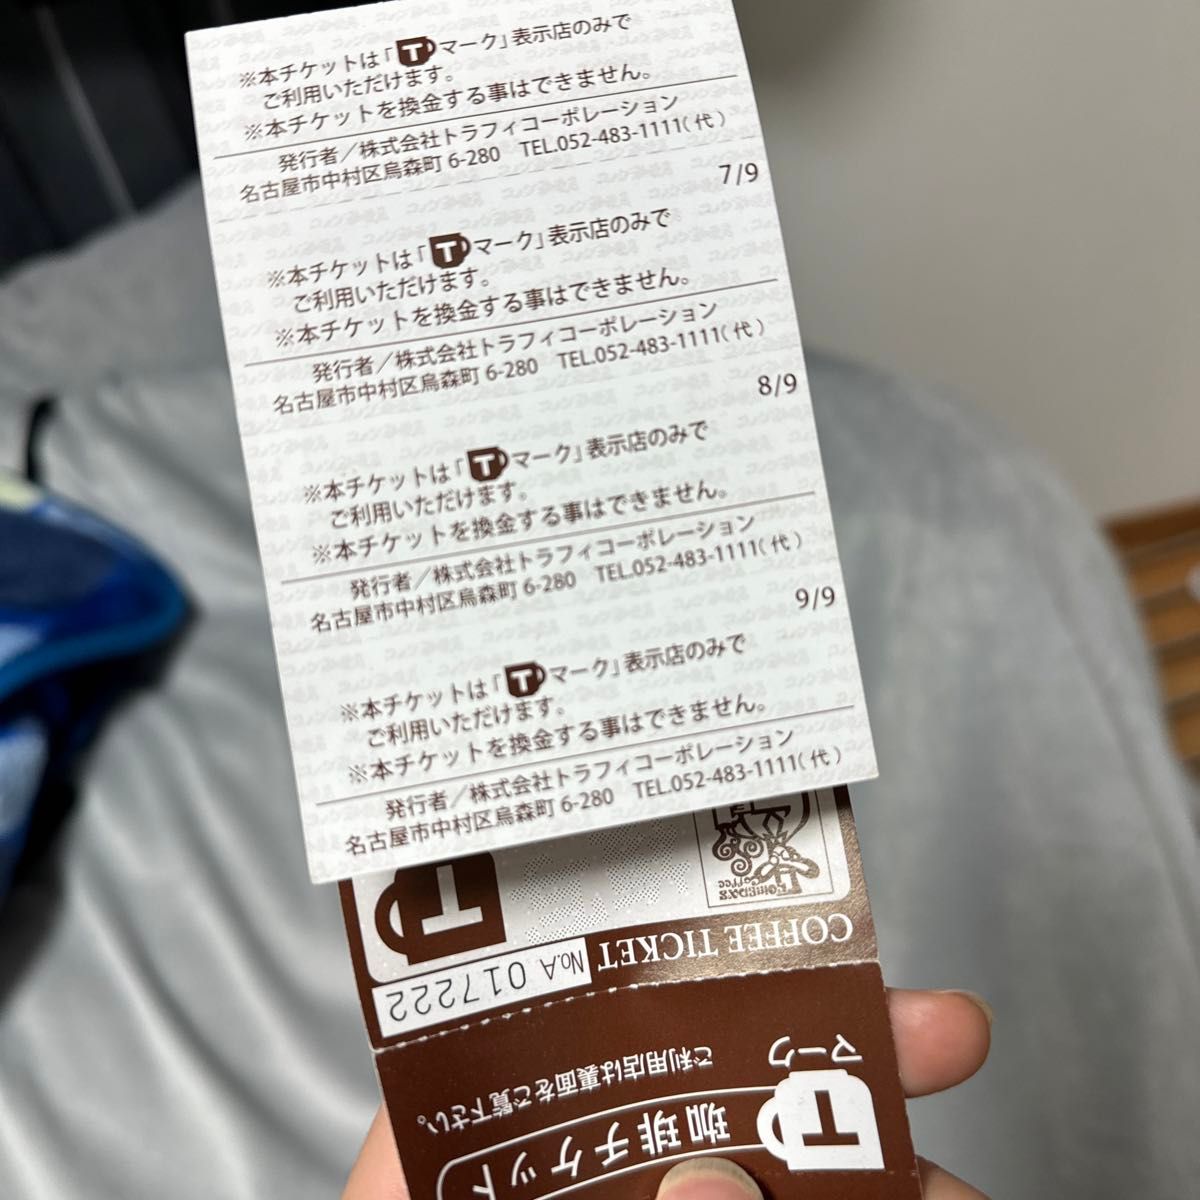 ※本チケットは「Tマーク」表示店のみで
ご利用いただけます。
※本チケットを換金する事はできません。
発行者／株式会社トラフィコーポレーション
名古屋市中村区烏森町 6-280 TEL.052-483-1111(代)
7/9
※本チケットは「Tマーク」表示店のみで
ご利用いただけます。
※本チケットを換金する事はできません。
発行者／株式会社トラフィコーポレーション
名古屋市中村区烏森町 6-280 TEL.052-483-1111(代)
8/9
※本チケットは「Tマーク」表示店のみで
ご利用いただけます。
※本チケットを換金する事はできません。
発行者／株式会社トラフィコーポレーション
名古屋市中村区烏森町 6-280 TEL.052-483-1111(代)
9/9
※本チケットは「Tマーク」表示店のみで
ご利用いただけます。
※本チケットを換金する事はできません。
発行者／株式会社トラフィコーポレーション
名古屋市中村区烏森町 6-280 TEL.052-483-1111(代)
T
Komeda's Coffee
COFFEE TICKET No.A 017222
Tマーク
ご利用店は裏面をご覧下さい。
T 珈琲チケット